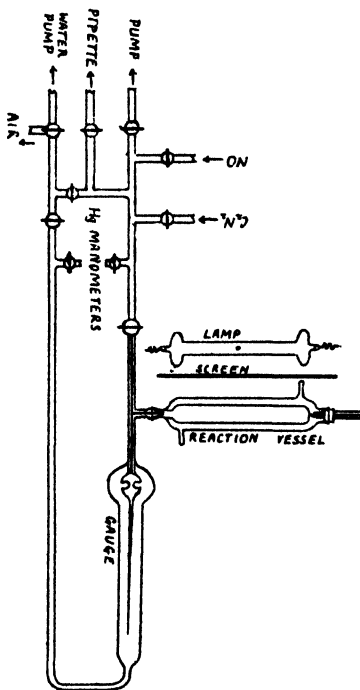 WATER
PUMP
PIPETTE
PUMP
AIR
NO
C₂N₂
Hg MANOMETERS
LAMP
SCREEN
REACTION VESSEL
GAUGE